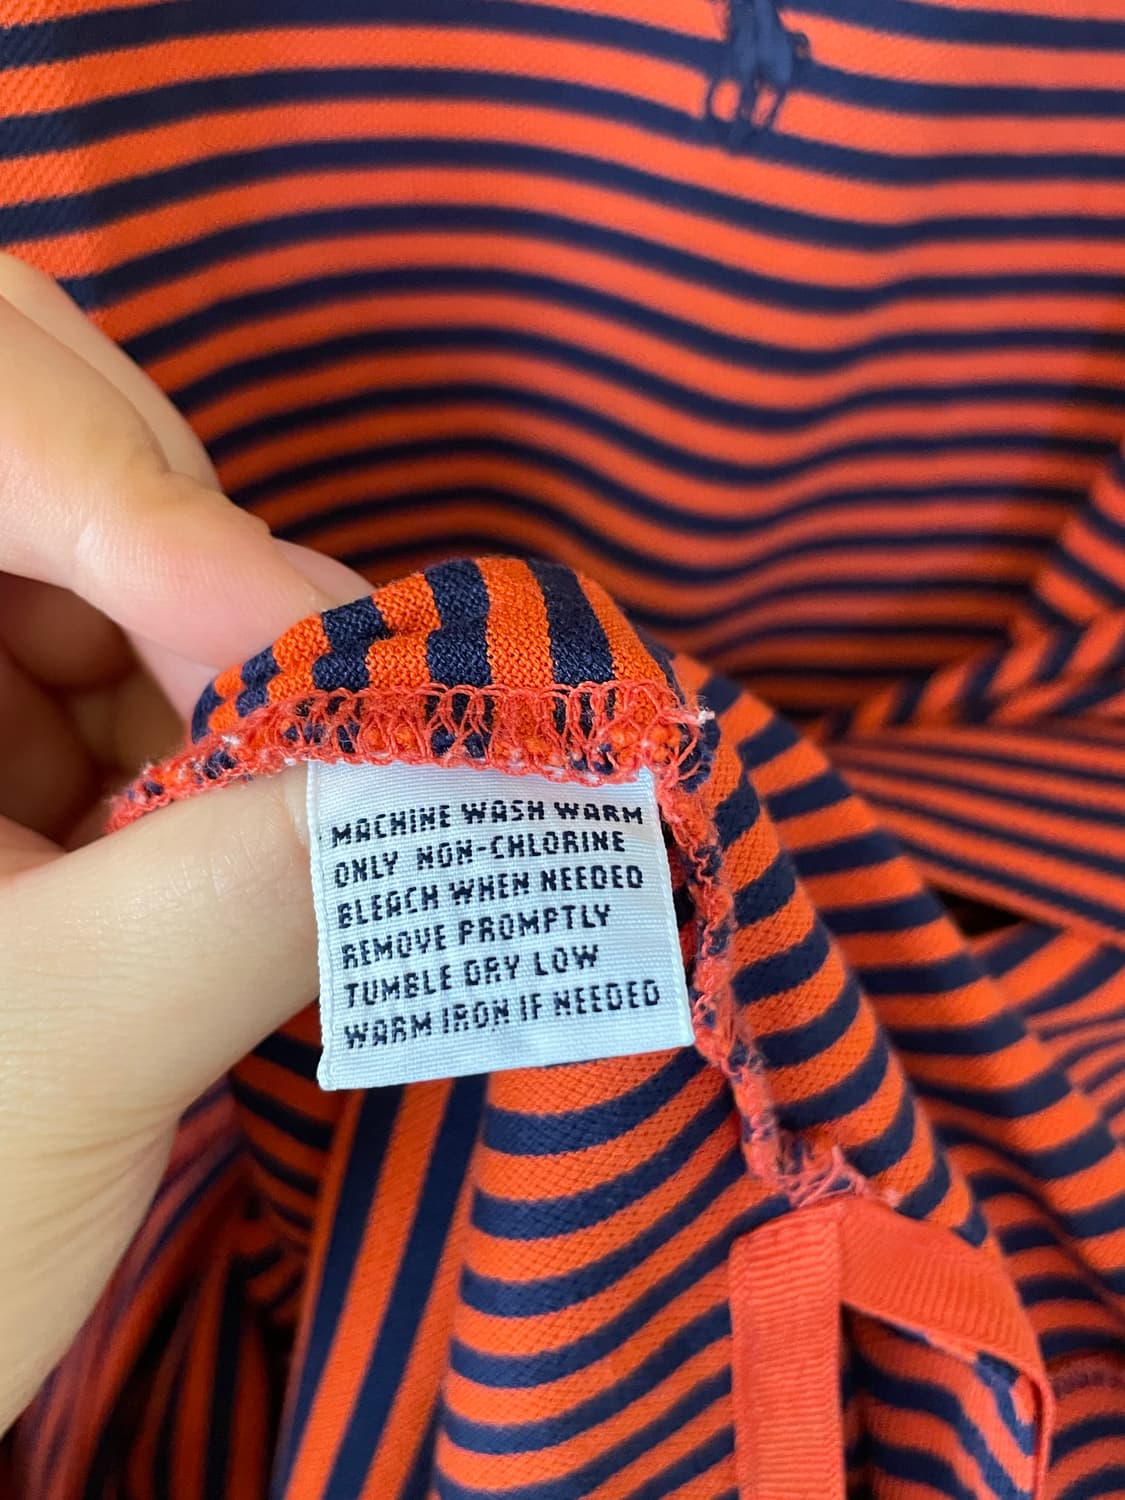 MACHINE WASH WARM
ONLY NON-CHLORINE
BLEACH WHEN NEEDED
REMOVE PROMPTLY
TUMBLE DRY LOW
WARM IRON IF NEEDED